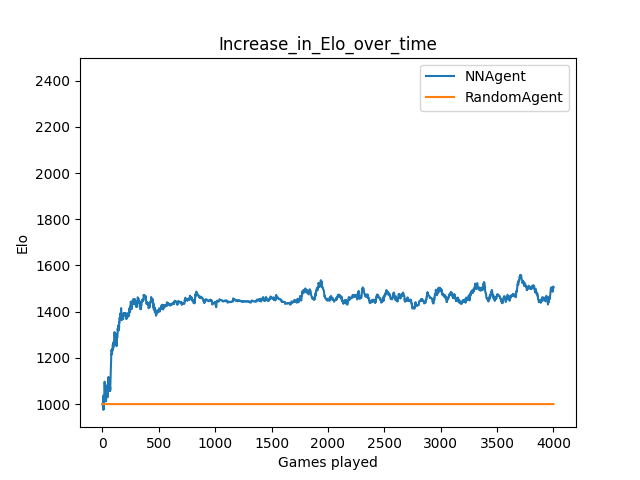 Increase_in_Elo_over_time
NNAgent
RandomAgent
2400
2200
2000
1800
1600
1400
1200
1000
Elo
0 500 1000 1500 2000 2500 3000 3500 4000
Games played